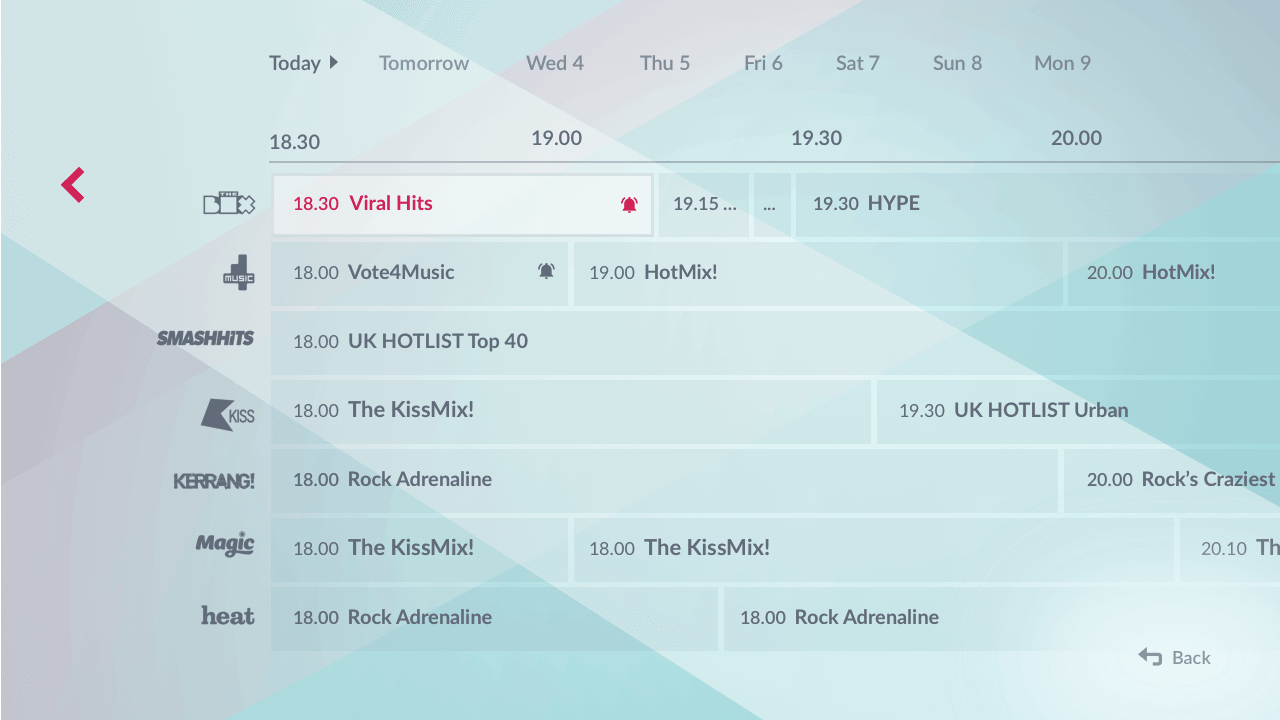 Today Tomorrow Wed 4 Thu 5 Fri 6 Sat 7 Sun 8 Mon 9
18.30 19.00 19.30 20.00
THE BOX 18.30 Viral Hits 19.15 ... ... 19.30 HYPE
4 MUSIC 18.00 Vote4Music 19.00 HotMix! 20.00 HotMix!
SMASHHiTS 18.00 UK HOTLIST Top 40
KISS 18.00 The KissMix! 19.30 UK HOTLIST Urban
KERRANG! 18.00 Rock Adrenaline 20.00 Rock’s Craziest
Magic 18.00 The KissMix! 18.00 The KissMix! 20.10 Th
heat 18.00 Rock Adrenaline 18.00 Rock Adrenaline
Back